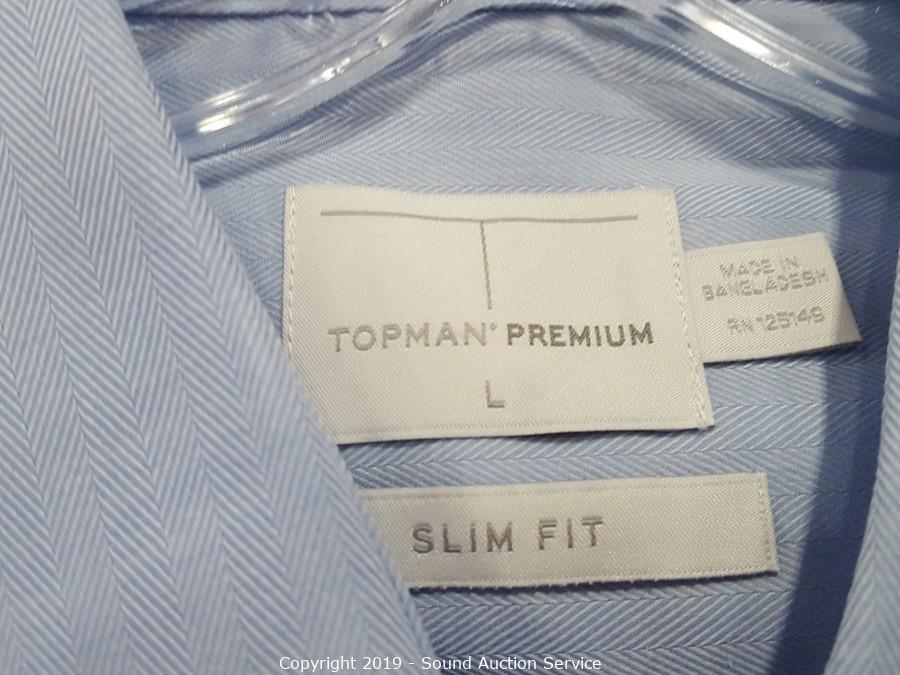 TOPMAN' PREMIUM
L
MADE IN
BANGLADESH
RN 125149
SLIM FIT
Copyright 2019 - Sound Auction Service